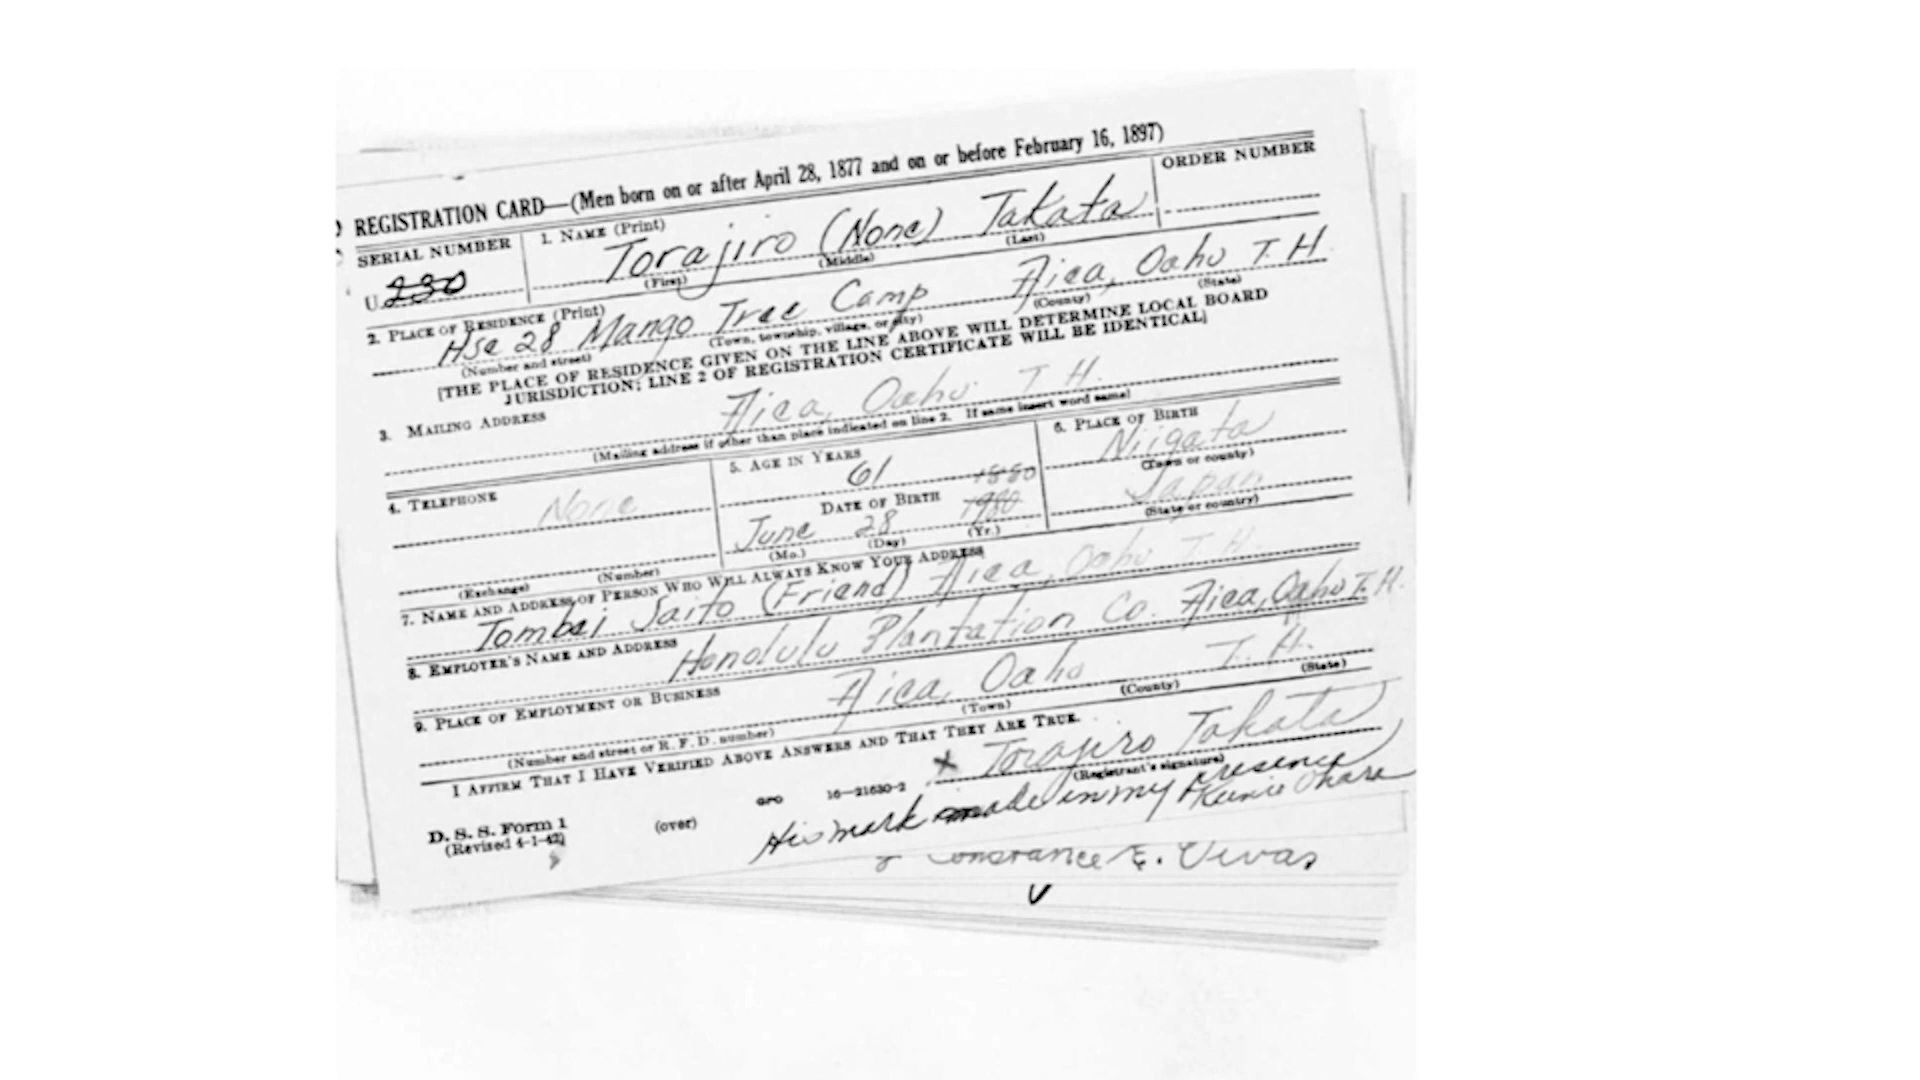 REGISTRATION CARD—(Men born on or after April 28, 1877 and on or before February 16, 1897)
SERIAL NUMBER
1. NAME (Print)
ORDER NUMBER
U 230
Torajiro (None) Takata
(First) (Middle) (Last)
2. PLACE OF RESIDENCE (Print)
Hse 28 Mango Tree Camp Aiea, Oahu T. H.
(Number and street) (Town, township, village, or city) (County) (State)
[THE PLACE OF RESIDENCE GIVEN ON THE LINE ABOVE WILL DETERMINE LOCAL BOARD
JURISDICTION; LINE 2 OF REGISTRATION CERTIFICATE WILL BE IDENTICAL]
3. MAILING ADDRESS
Aiea, Oahu T. H.
(Mailing address if other than place indicated on line 2. If same insert word same)
4. TELEPHONE
None
(Exchange) (Number)
5. AGE IN YEARS
61
DATE OF BIRTH
1880
June 28 1980
(Mo.) (Day) (Yr.)
6. PLACE OF BIRTH
Niigata
(Town or county)
Japan
(State or country)
7. NAME AND ADDRESS OF PERSON WHO WILL ALWAYS KNOW YOUR ADDRESS
Tombei Saito (Friend) Aiea, Oahu T. H.
8. EMPLOYER'S NAME AND ADDRESS
Honolulu Plantation Co. Aiea, Oahu T. H.
9. PLACE OF EMPLOYMENT OR BUSINESS
Aiea, Oahu T. H.
(Number and street or R. F. D. number) (Town) (County) (State)
I AFFIRM THAT I HAVE VERIFIED ABOVE ANSWERS AND THAT THEY ARE TRUE.
x Torajiro Takata
(Registrant's signature)
D. S. S. Form 1
(Revised 4-1-42)
(over)
GPO 16—21630-2
His mark made in my presence
Ohara
Constance E. Vivas